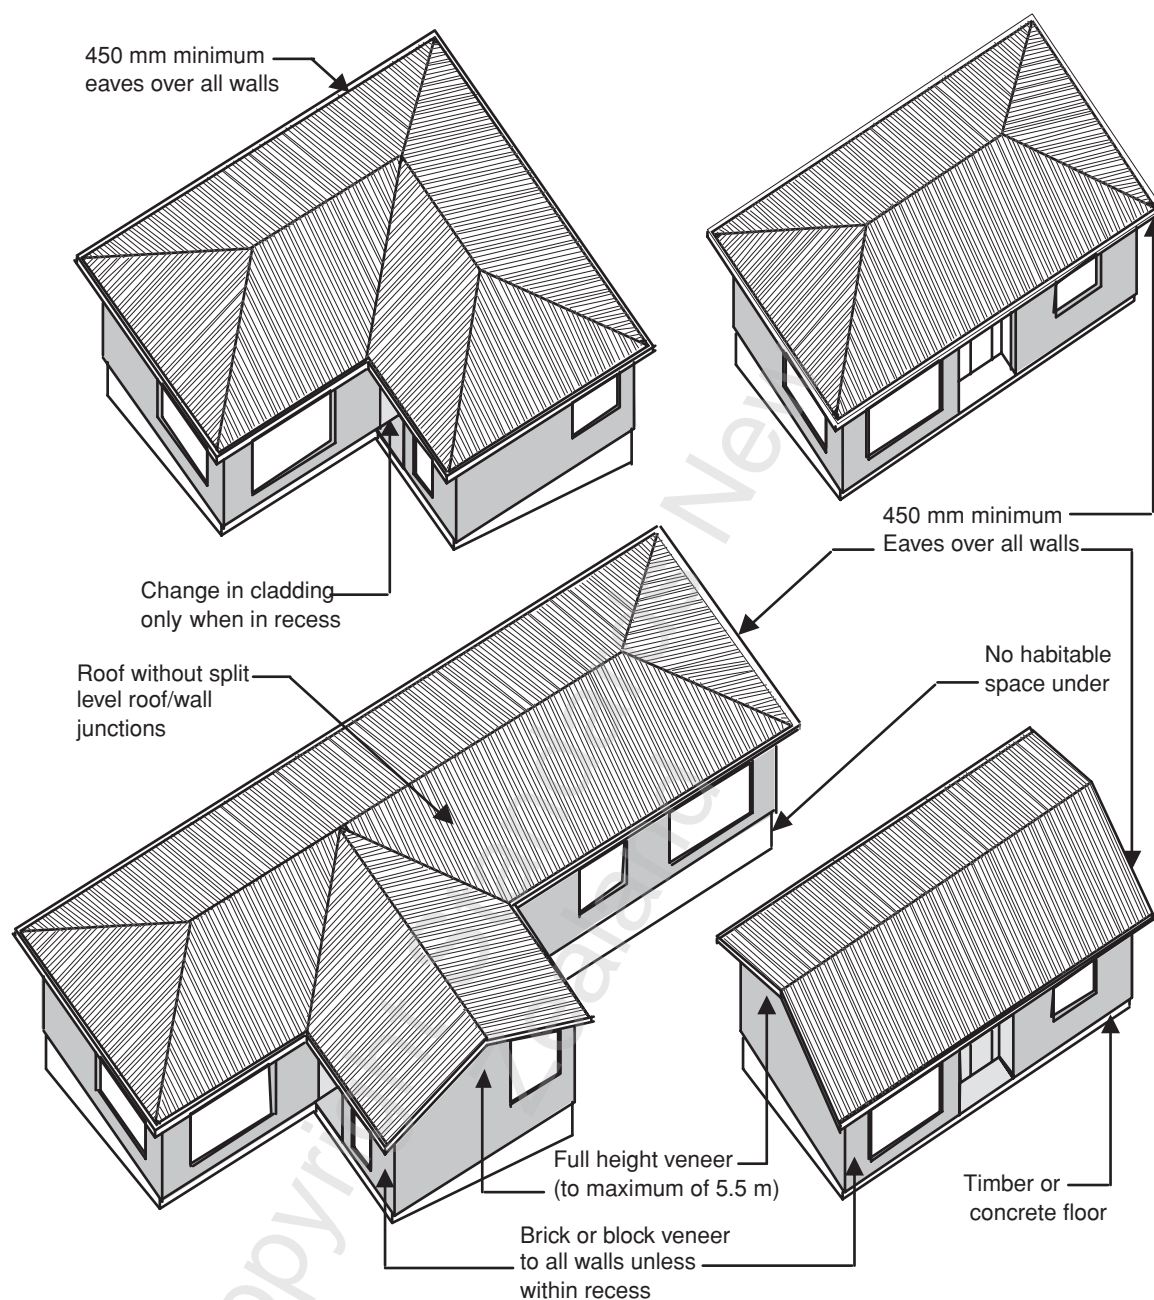 450 mm minimum
eaves over all walls
450 mm minimum
Eaves over all walls
Change in cladding
only when in recess
Roof without split
level roof/wall
junctions
No habitable
space under
Full height veneer
(to maximum of 5.5 m)
Timber or
concrete floor
Brick or block veneer
to all walls unless
within recess